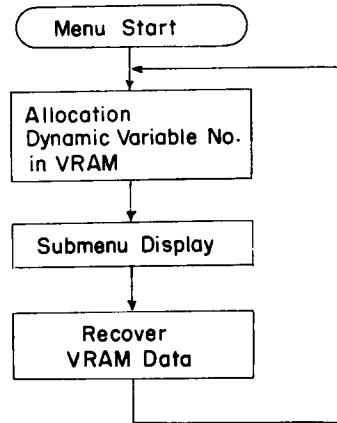 Menu Start
Allocation
Dynamic Variable No.
in VRAM
Submenu Display
Recover
VRAM Data